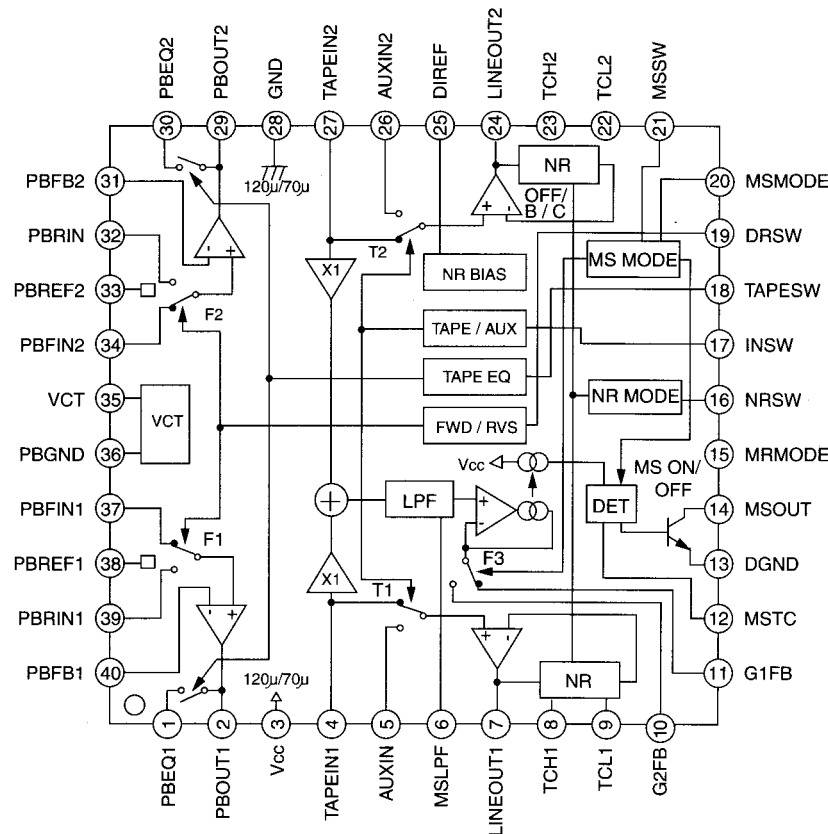 PBEQ2
PBOUT2
GND
TAPEIN2
AUXIN2
DIREF
LINEOUT2
TCH2
TCL2
MSSW
30
29
28
27
26
25
24
23
22
21
120μ/70μ
NR
OFF/
B / C
PBFB2
31
20
MSMODE
PBRIN
32
19
DRSW
- +
+ -
T2
X1
NR BIAS
MS MODE
PBREF2
33
18
TAPESW
F2
TAPE / AUX
PBFIN2
34
17
INSW
TAPE EQ
VCT
35
VCT
NR MODE
16
NRSW
FWD / RVS
PBGND
36
15
MRMODE
Vcc
MS ON/
OFF
PBFIN1
37
LPF
+
-
DET
14
MSOUT
F1
F3
PBREF1
38
13
DGND
X1
T1
PBRIN1
39
12
MSTC
- +
+ -
PBFB1
40
11
G1FB
120μ/70μ
NR
1
2
3
4
5
6
7
8
9
10
PBEQ1
PBOUT1
Vcc
TAPEIN1
AUXIN
MSLPF
LINEOUT1
TCH1
TCL1
G2FB